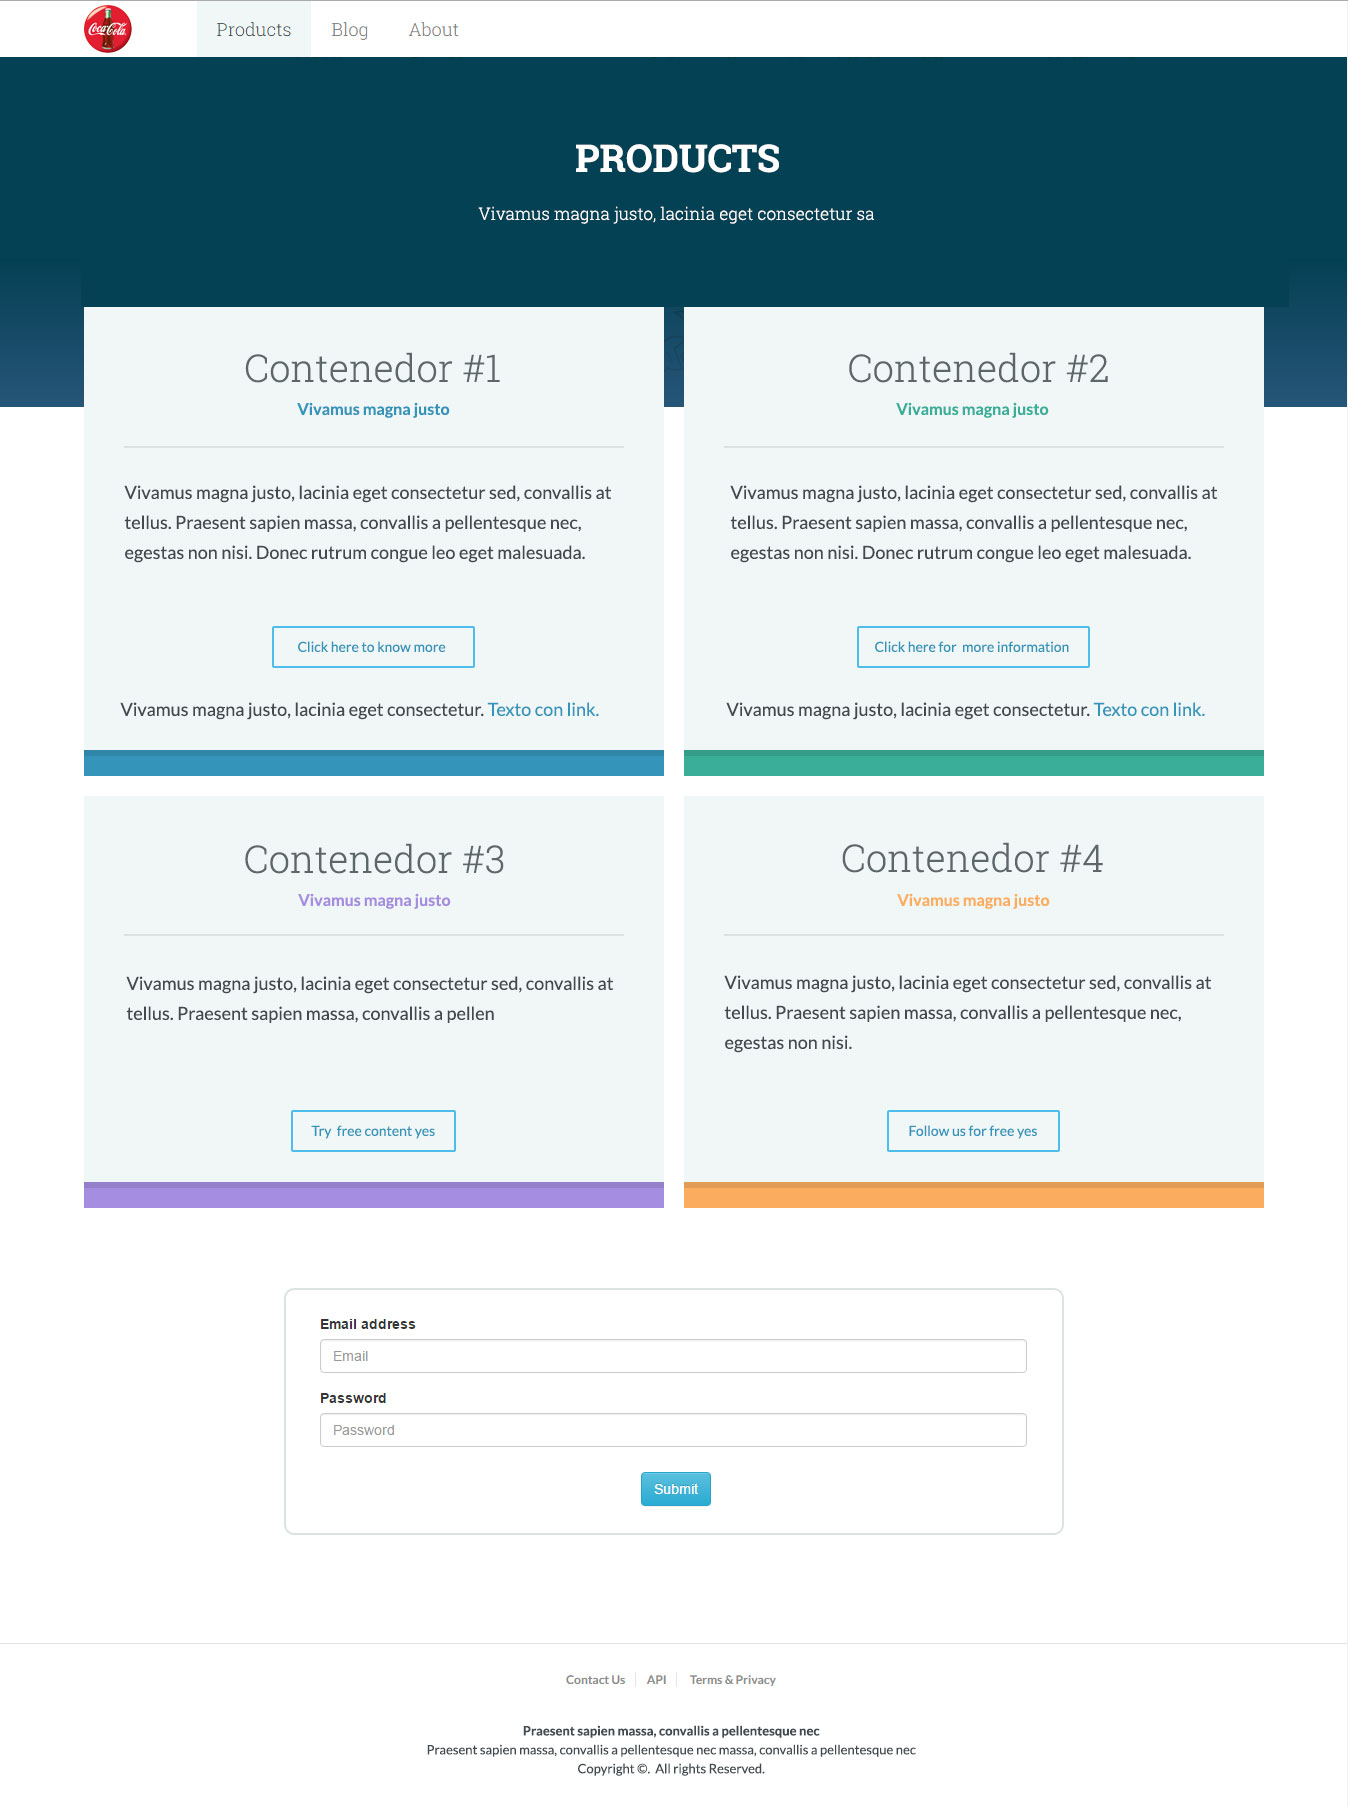 Coca-Cola
Products Blog About
PRODUCTS
Vivamus magna justo, lacinia eget consectetur sa
Contenedor #1
Vivamus magna justo
Vivamus magna justo, lacinia eget consectetur sed, convallis at
tellus. Praesent sapien massa, convallis a pellentesque nec,
egestas non nisi. Donec rutrum congue leo eget malesuada.
Click here to know more
Vivamus magna justo, lacinia eget consectetur. Texto con link.
Contenedor #2
Vivamus magna justo
Vivamus magna justo, lacinia eget consectetur sed, convallis at
tellus. Praesent sapien massa, convallis a pellentesque nec,
egestas non nisi. Donec rutrum congue leo eget malesuada.
Click here for  more information
Vivamus magna justo, lacinia eget consectetur. Texto con link.
Contenedor #3
Vivamus magna justo
Vivamus magna justo, lacinia eget consectetur sed, convallis at
tellus. Praesent sapien massa, convallis a pellen
Try  free content yes
Contenedor #4
Vivamus magna justo
Vivamus magna justo, lacinia eget consectetur sed, convallis at
tellus. Praesent sapien massa, convallis a pellentesque nec,
egestas non nisi.
Follow us for free yes
Email address
Email
Password
Password
Submit
Contact Us API Terms & Privacy
Praesent sapien massa, convallis a pellentesque nec
Praesent sapien massa, convallis a pellentesque nec massa, convallis a pellentesque nec
Copyright ©.  All rights Reserved.